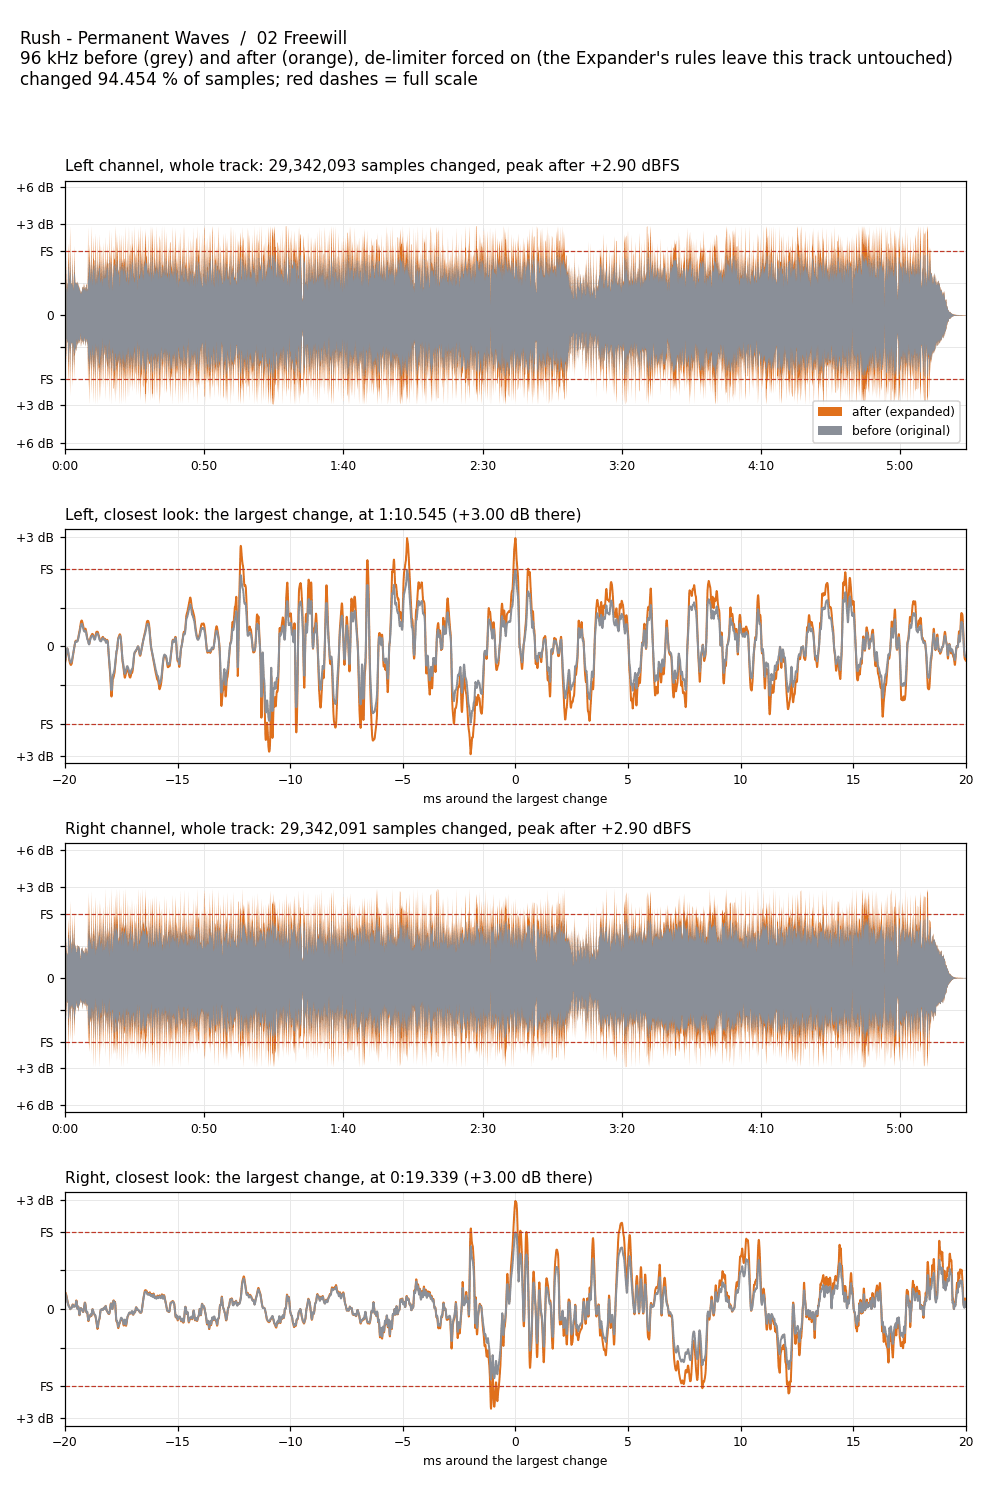 Rush - Permanent Waves  /  02 Freewill
96 kHz before (grey) and after (orange), de-limiter forced on (the Expander's rules leave this track untouched)
changed 94.454 % of samples; red dashes = full scale
Left channel, whole track: 29,342,093 samples changed, peak after +2.90 dBFS
+6 dB
+3 dB
FS
0
FS
+3 dB
+6 dB
after (expanded)
before (original)
0:00 0:50 1:40 2:30 3:20 4:10 5:00
Left, closest look: the largest change, at 1:10.545 (+3.00 dB there)
+3 dB
FS
0
FS
+3 dB
−20 −15 −10 −5 0 5 10 15 20
ms around the largest change
Right channel, whole track: 29,342,091 samples changed, peak after +2.90 dBFS
+6 dB
+3 dB
FS
0
FS
+3 dB
+6 dB
0:00 0:50 1:40 2:30 3:20 4:10 5:00
Right, closest look: the largest change, at 0:19.339 (+3.00 dB there)
+3 dB
FS
0
FS
+3 dB
−20 −15 −10 −5 0 5 10 15 20
ms around the largest change